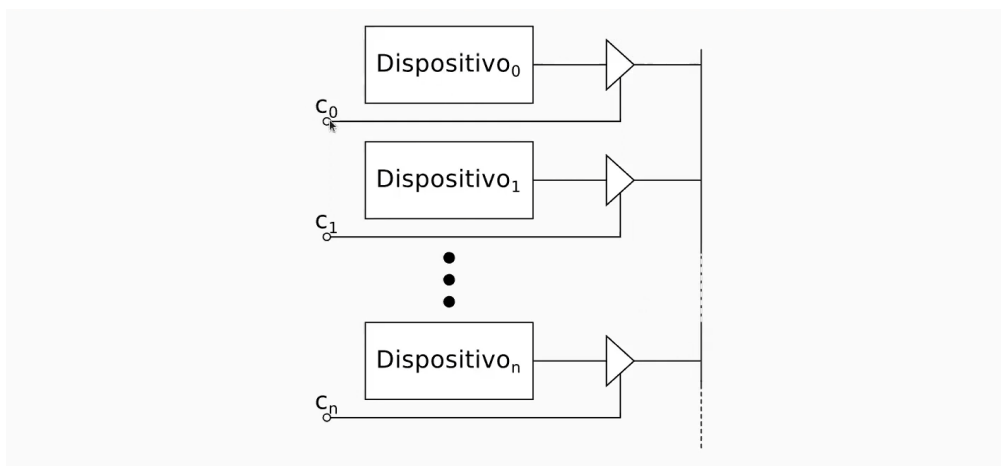 Dispositivo₀
c₀
Dispositivo₁
c₁
Dispositivoₙ
cₙ